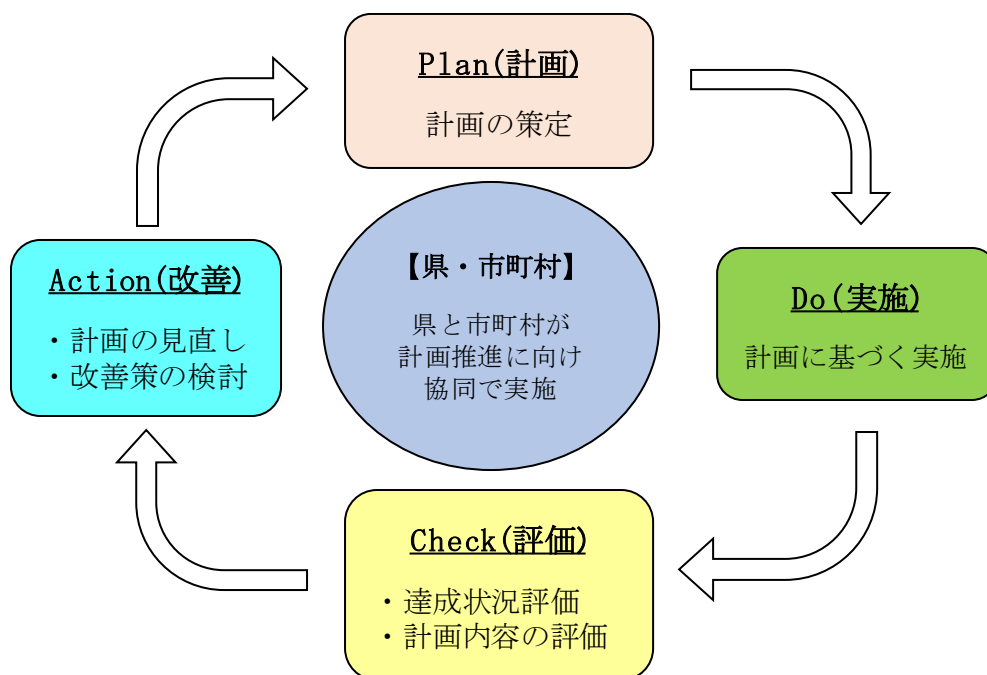 Plan(計画)
計画の策定
Do(実施)
計画に基づく実施
Check(評価)
・達成状況評価
・計画内容の評価
Action(改善)
・計画の見直し
・改善策の検討
【県・市町村】
県と市町村が
計画推進に向け
協同で実施